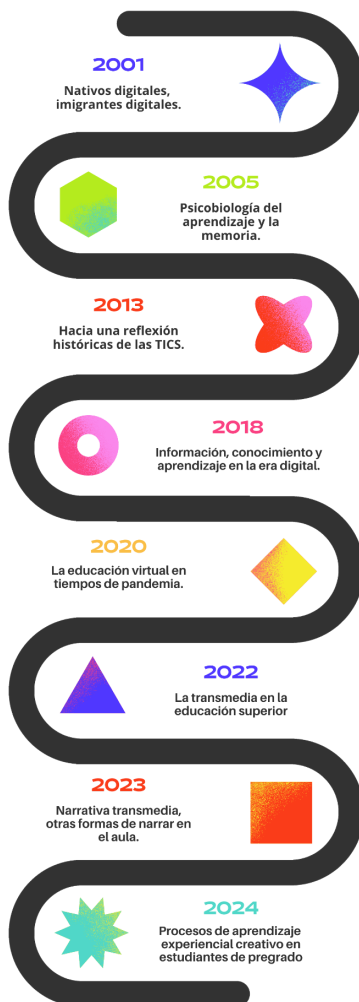 2001
Nativos digitales,
imigrantes digitales.
2005
Psicobiología del
aprendizaje y la
memoria.
2013
Hacia una reflexión
históricas de las TICS.
2018
Información, conocimiento y
aprendizaje en la era digital.
2020
La educación virtual en
tiempos de pandemia.
2022
La transmedia en la
educación superior
2023
Narrativa transmedia,
otras formas de narrar en
el aula.
2024
Procesos de aprendizaje
experiencial creativo en
estudiantes de pregrado